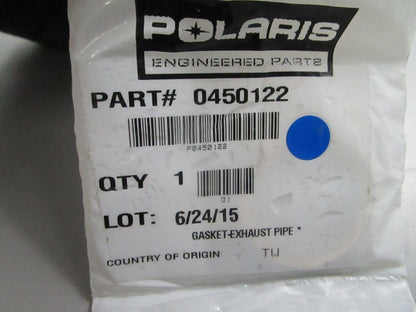 POLARIS
ENGINEERED PARTS
PART# 0450122
P0450122
QTY 1
01
LOT: 6/24/15
GASKET-EXHAUST PIPE *
COUNTRY OF ORIGIN TW